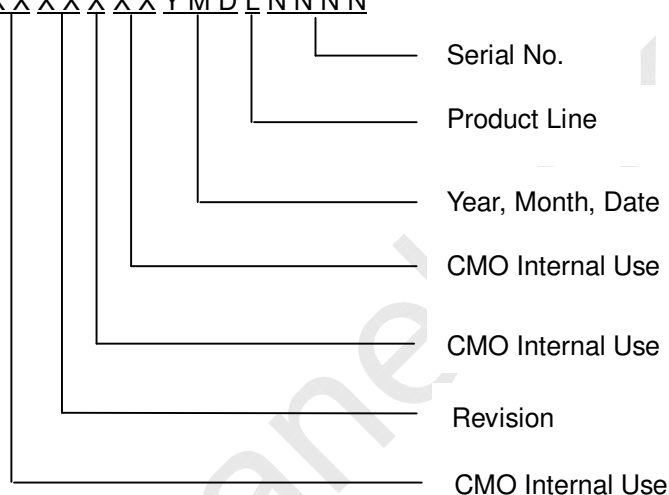 X X X X X X X Y M D L N N N N
Serial No.
Product Line
Year, Month, Date
CMO Internal Use
CMO Internal Use
Revision
CMO Internal Use